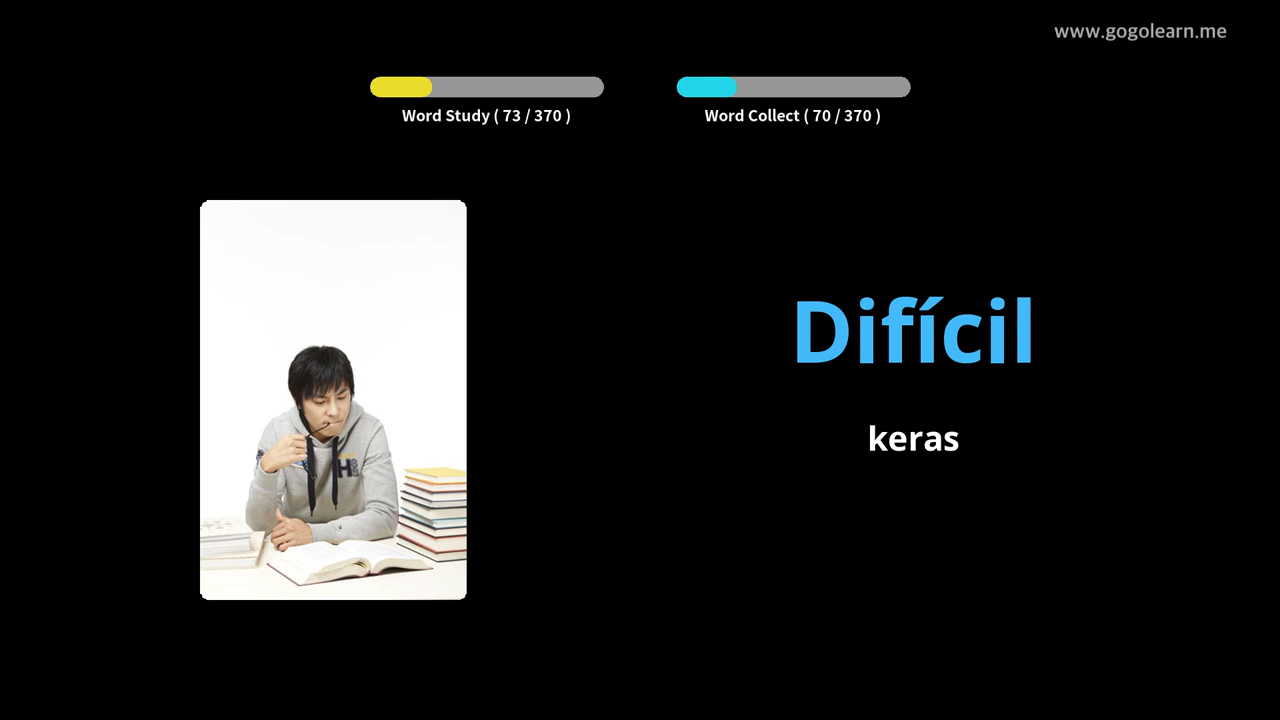 www.gogolearn.me
Word Study ( 73 / 370 )
Word Collect ( 70 / 370 )
Difícil
keras
H